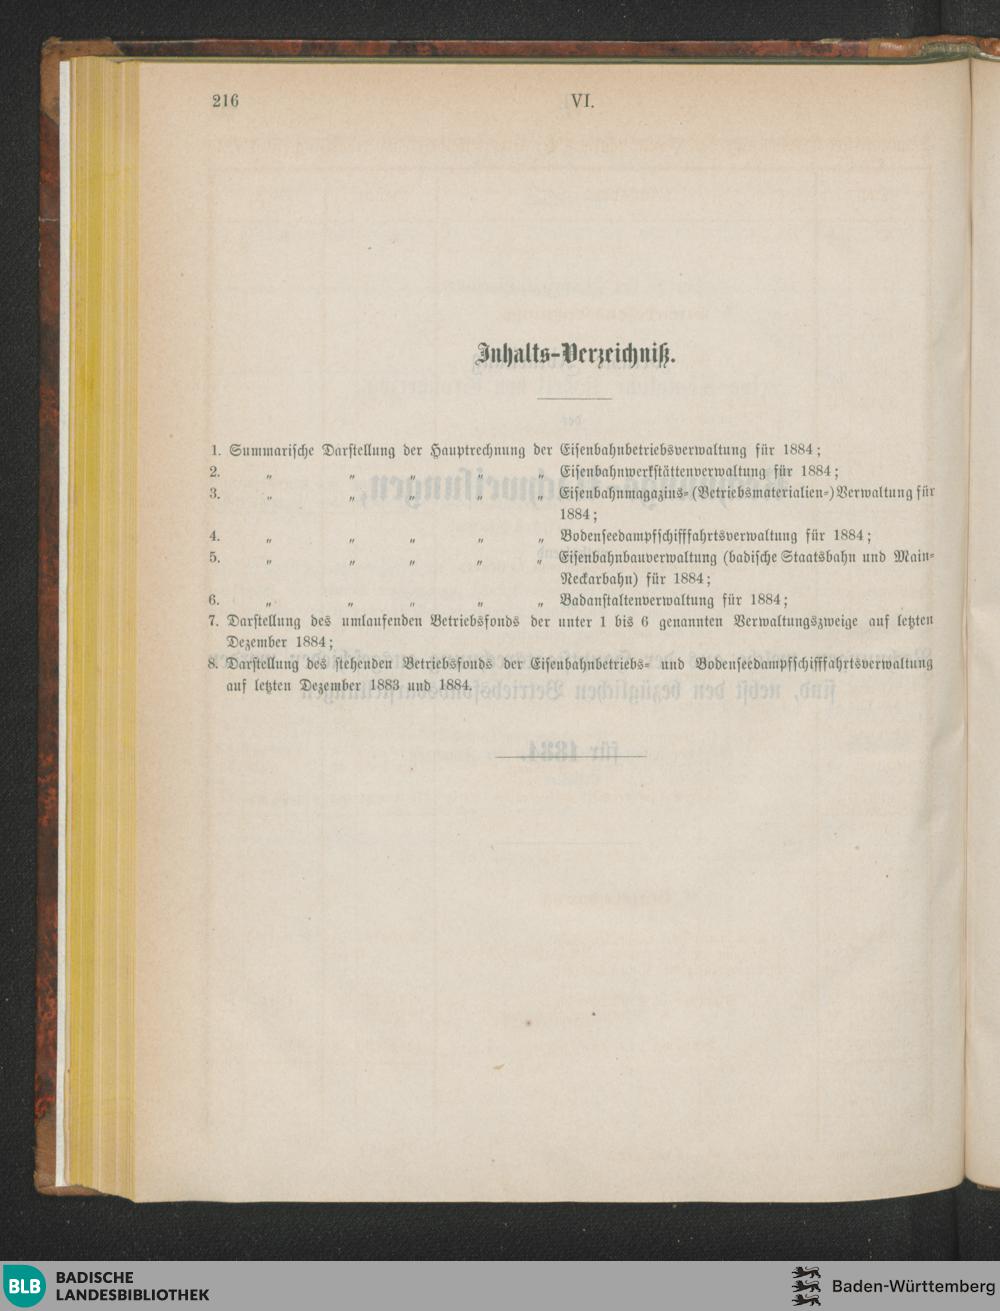 216
VI.
Inhalts-Verzeichniß.
1. Summarische Darstellung der Hauptrechnung der Eisenbahnbetriebsverwaltung für 1884;
2. „ „ „ „ „ Eisenbahnwerkstättenverwaltung für 1884;
3. „ „ „ „ „ Eisenbahnmagazins-(Betriebsmaterialien-)Verwaltung für
1884;
4. „ „ „ „ „ Bodenseedampfschifffahrtsverwaltung für 1884;
5. „ „ „ „ „ Eisenbahnbauverwaltung (badische Staatsbahn und Main-
Neckarbahn) für 1884;
6. „ „ „ „ „ Badanstaltenverwaltung für 1884;
7. Darstellung des umlaufenden Betriebsfonds der unter 1 bis 6 genannten Verwaltungszweige auf letzten
Dezember 1884;
8. Darstellung des stehenden Betriebsfonds der Eisenbahnbetriebs- und Bodenseedampfschifffahrtsverwaltung
auf letzten Dezember 1883 und 1884.
BLB BADISCHE
LANDESBIBLIOTHEK
Baden-Württemberg